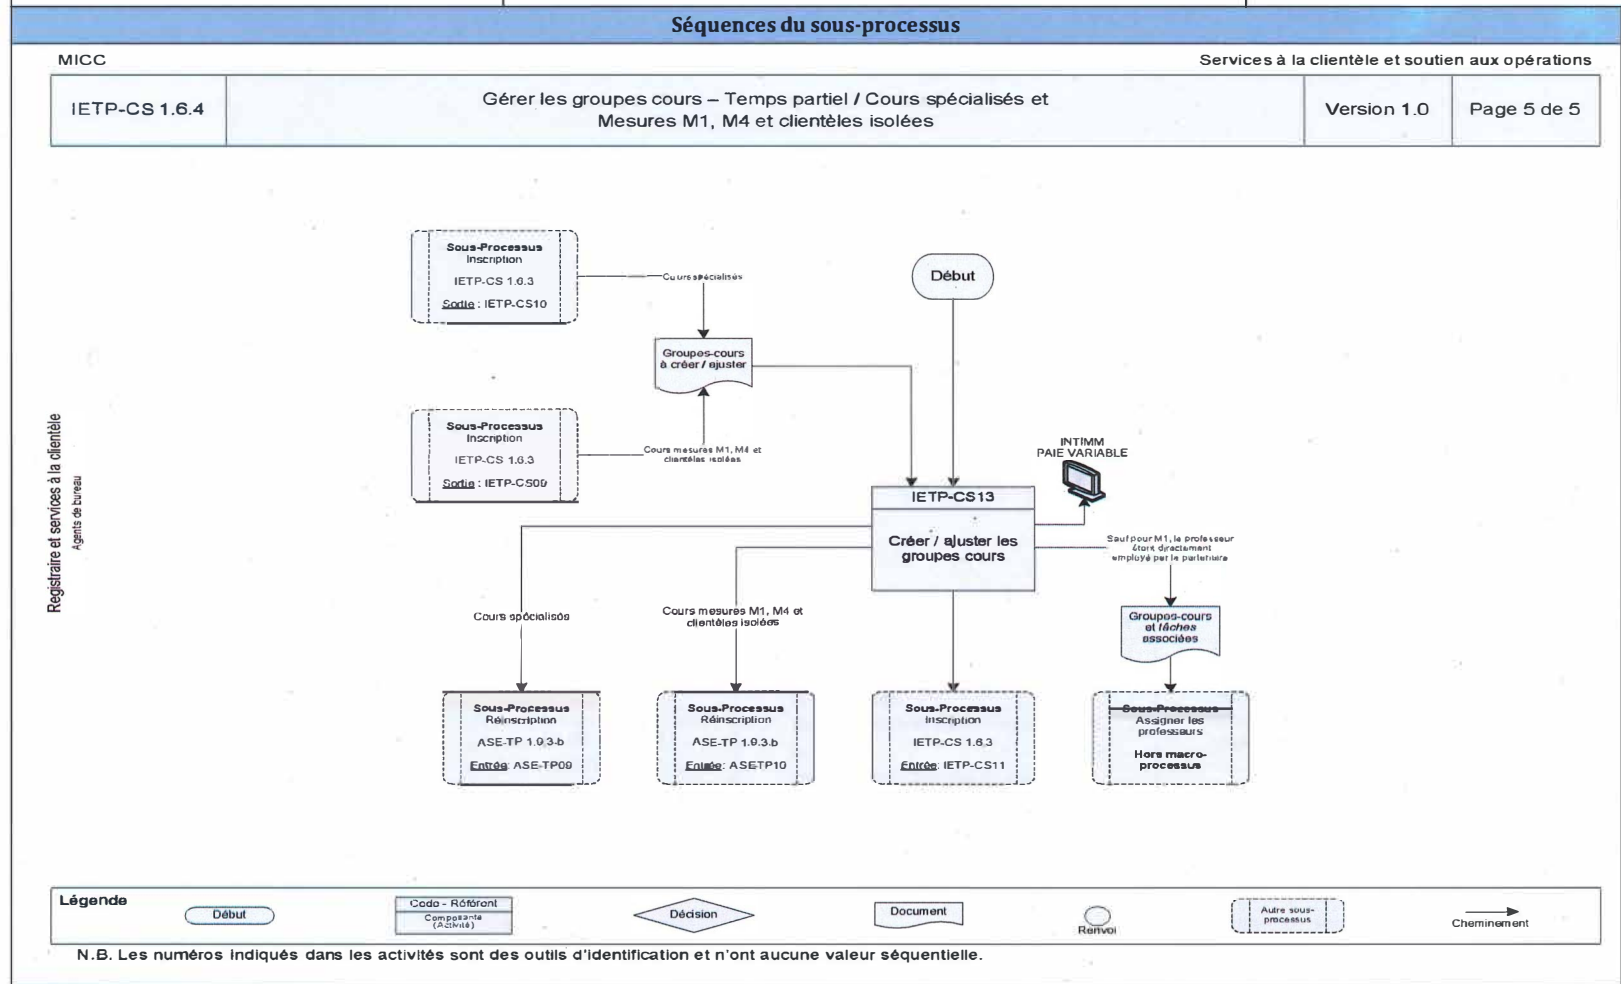 Séquences du sous-processus
MICC
Services à la clientèle et soutien aux opérations
IETP-CS 1.6.4
Gérer les groupes cours – Temps partiel / Cours spécialisés et
Mesures M1, M4 et clientèles isolées
Version 1.0
Page 5 de 5
Registraire et services à la clientèle
Agents de bureau
Sous-Processus
Inscription
IETP-CS 1.6.3
Sortie : IETP-CS10
Cours spécialisés
Début
Groupes-cours
à créer / ajuster
Sous-Processus
Inscription
IETP-CS 1.6.3
Sortie : IETP-CS09
Cours mesures M1, M4 et
clientèles isolées
INTIMM
PAIE VARIABLE
IETP-CS13
Créer / ajuster les
groupes cours
Sauf pour M1, le professeur
étant directement
employé par le partenaire
Cours spécialisés
Cours mesures M1, M4 et
clientèles isolées
Groupes-cours
et tâches
associées
Sous-Processus
Réinscription
ASE-TP 1.9.3-b
Entrée: ASE-TP09
Sous-Processus
Réinscription
ASE-TP 1.9.3-b
Entrée: ASE-TP10
Sous-Processus
Inscription
IETP-CS 1.6.3
Entrée: IETP-CS11
Sous-Processus
Assigner les
professeurs
Hors macro-
processus
Légende
Début
Code - Référent
Composante
(Activité)
Décision
Document
Renvoi
Autre sous-
processus
Cheminement
N.B. Les numéros indiqués dans les activités sont des outils d'identification et n'ont aucune valeur séquentielle.